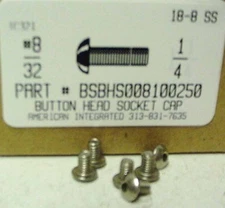 18-8 SS
#8
32
1
4
PART # BSBHS008100250
BUTTON HEAD SOCKET CAP
AMERICAN INTEGRATED 313-831-7635